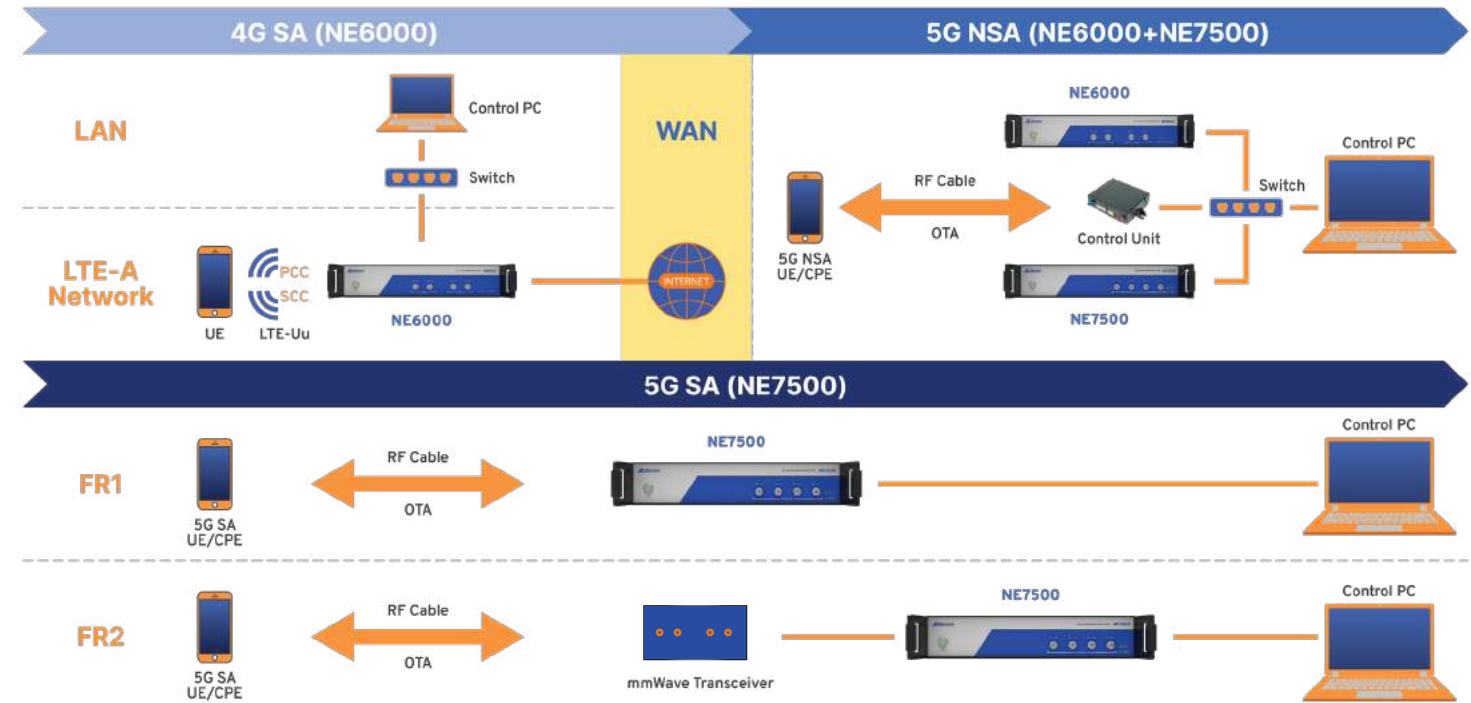 4G SA (NE6000)
5G NSA (NE6000+NE7500)
LAN
Control PC
Switch
WAN
LTE-A
Network
UE
PCC
SCC
LTE-Uu
NE6000
INTERNET
NE6000
5G NSA
UE/CPE
RF Cable
OTA
Control Unit
Switch
Control PC
NE7500
5G SA (NE7500)
FR1
5G SA
UE/CPE
RF Cable
OTA
NE7500
Control PC
FR2
5G SA
UE/CPE
RF Cable
OTA
mmWave Transceiver
NE7500
Control PC